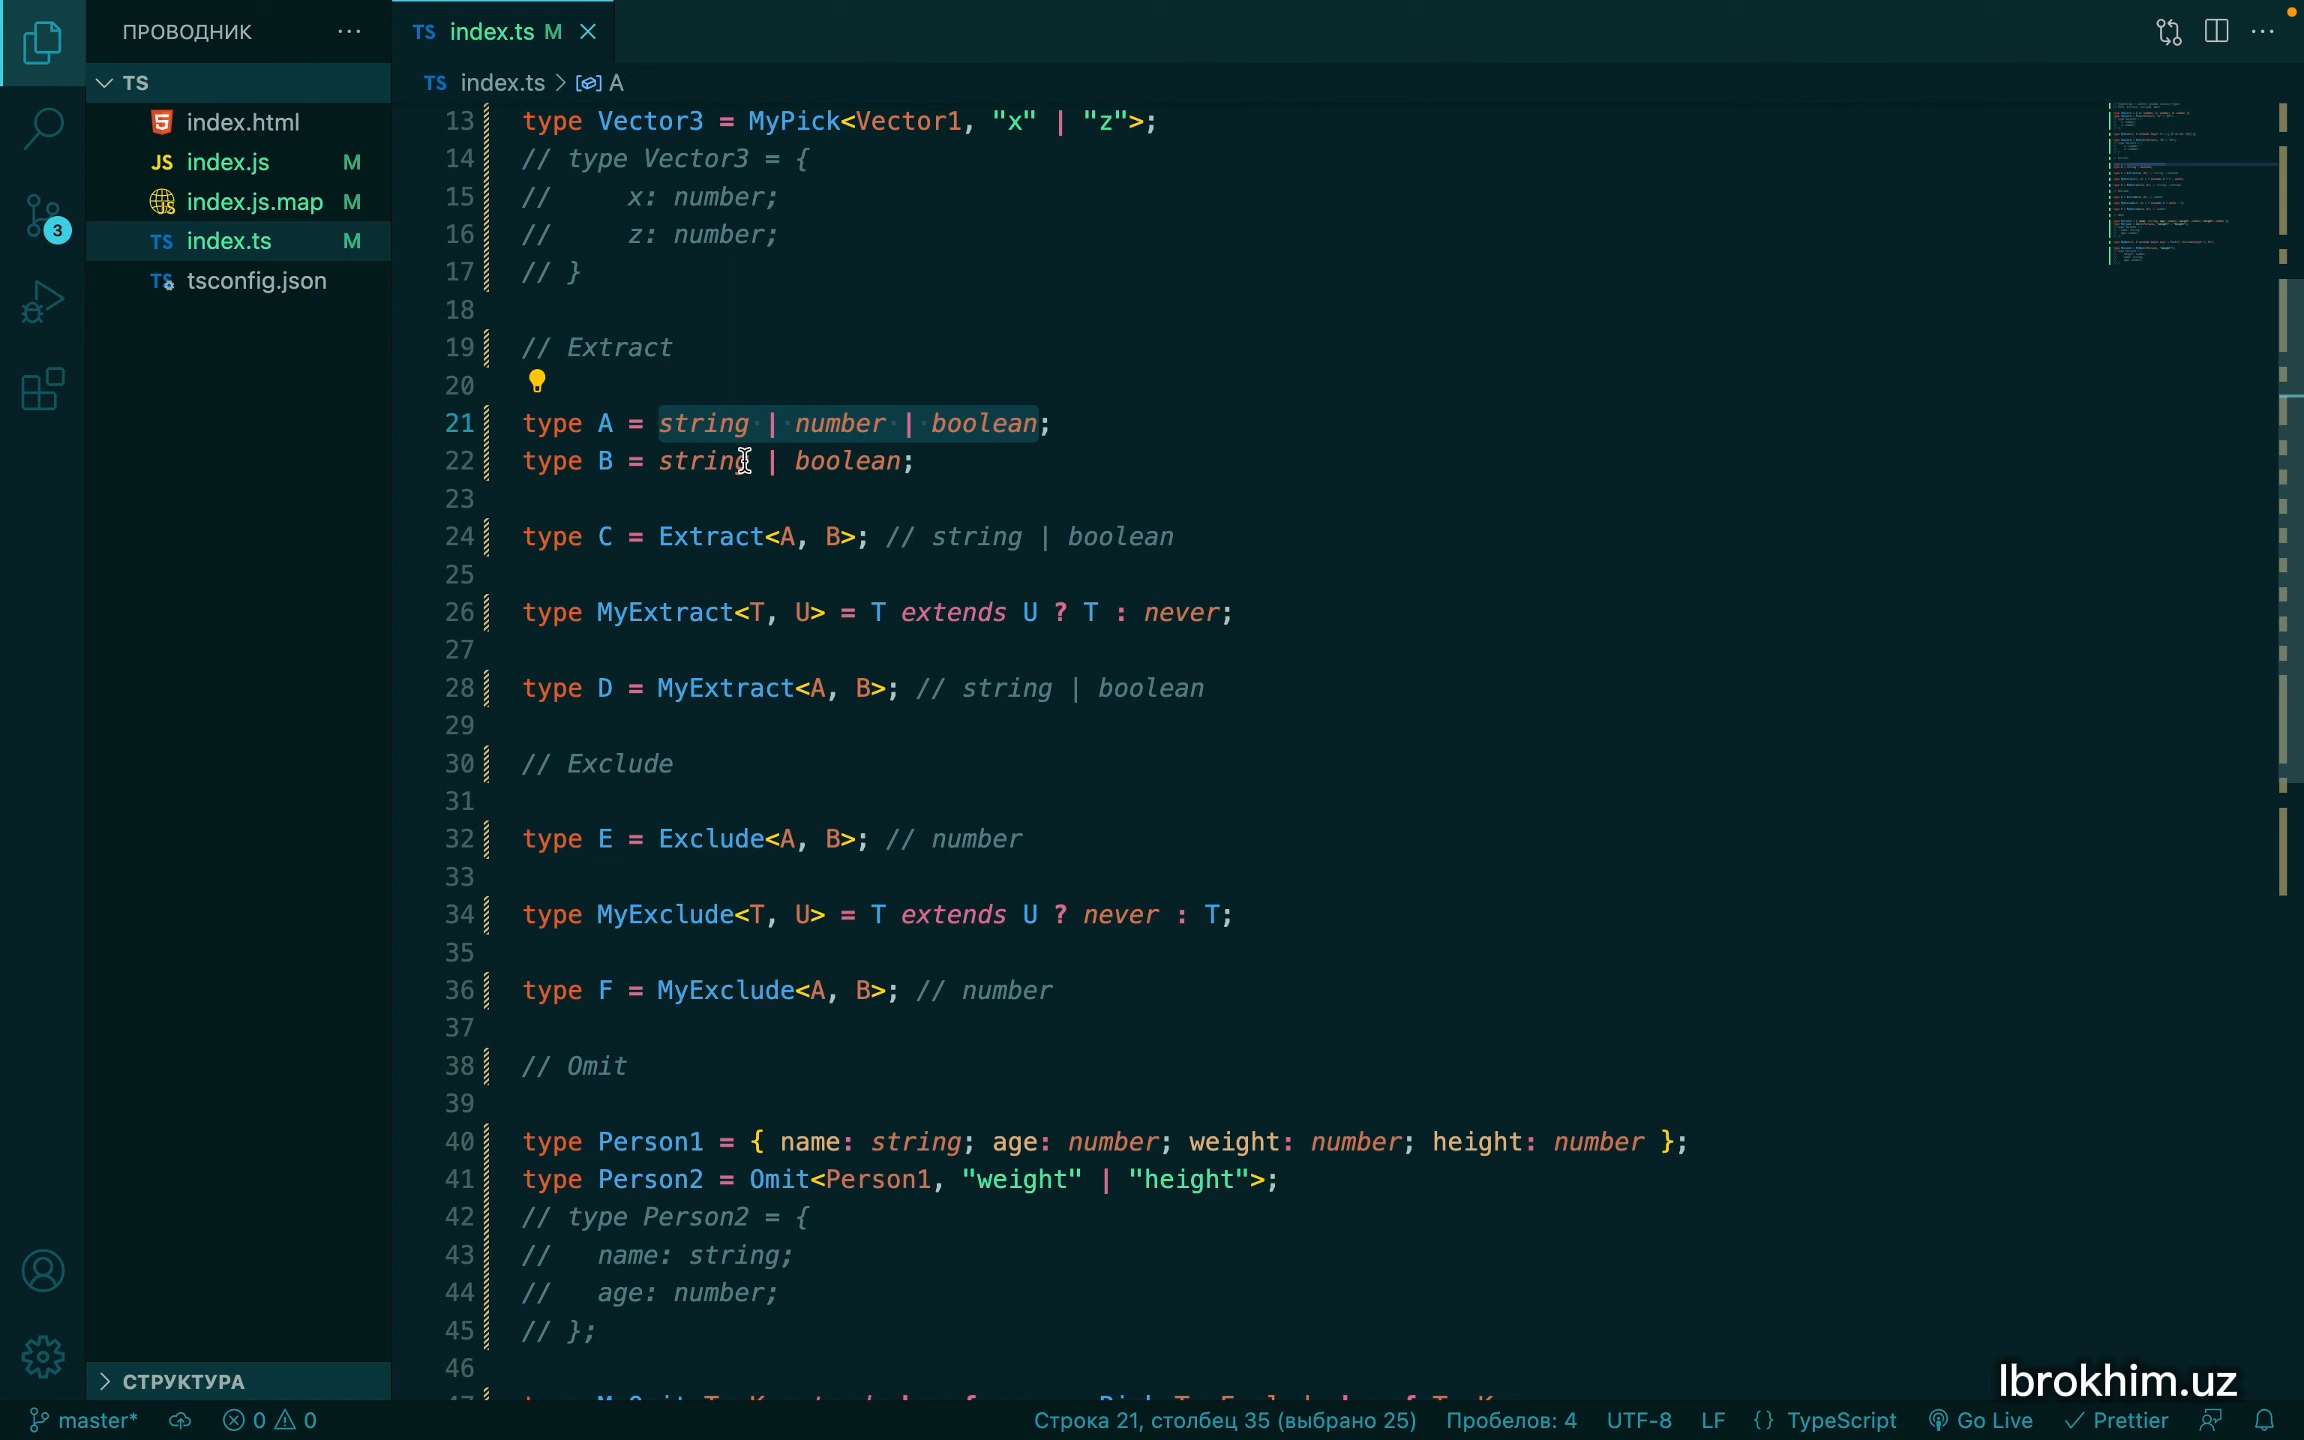 ПРОВОДНИК
TS index.ts M
TS
index.html
JS index.js M
index.js.map M
TS index.ts M
TS tsconfig.json
СТРУКТУРА
3
TS index.ts > A
13 type Vector3 = MyPick<Vector1, "x" | "z">;
14 // type Vector3 = {
15 // x: number;
16 // z: number;
17 // }
18
19 // Extract
20
21 type A = string | number | boolean;
22 type B = string | boolean;
23
24 type C = Extract<A, B>; // string | boolean
25
26 type MyExtract<T, U> = T extends U ? T : never;
27
28 type D = MyExtract<A, B>; // string | boolean
29
30 // Exclude
31
32 type E = Exclude<A, B>; // number
33
34 type MyExclude<T, U> = T extends U ? never : T;
35
36 type F = MyExclude<A, B>; // number
37
38 // Omit
39
40 type Person1 = { name: string; age: number; weight: number; height: number };
41 type Person2 = Omit<Person1, "weight" | "height">;
42 // type Person2 = {
43 // name: string;
44 // age: number;
45 // };
46
Ibrokhim.uz
master* 0 0 Строка 21, столбец 35 (выбрано 25) Пробелов: 4 UTF-8 LF {} TypeScript Go Live Prettier